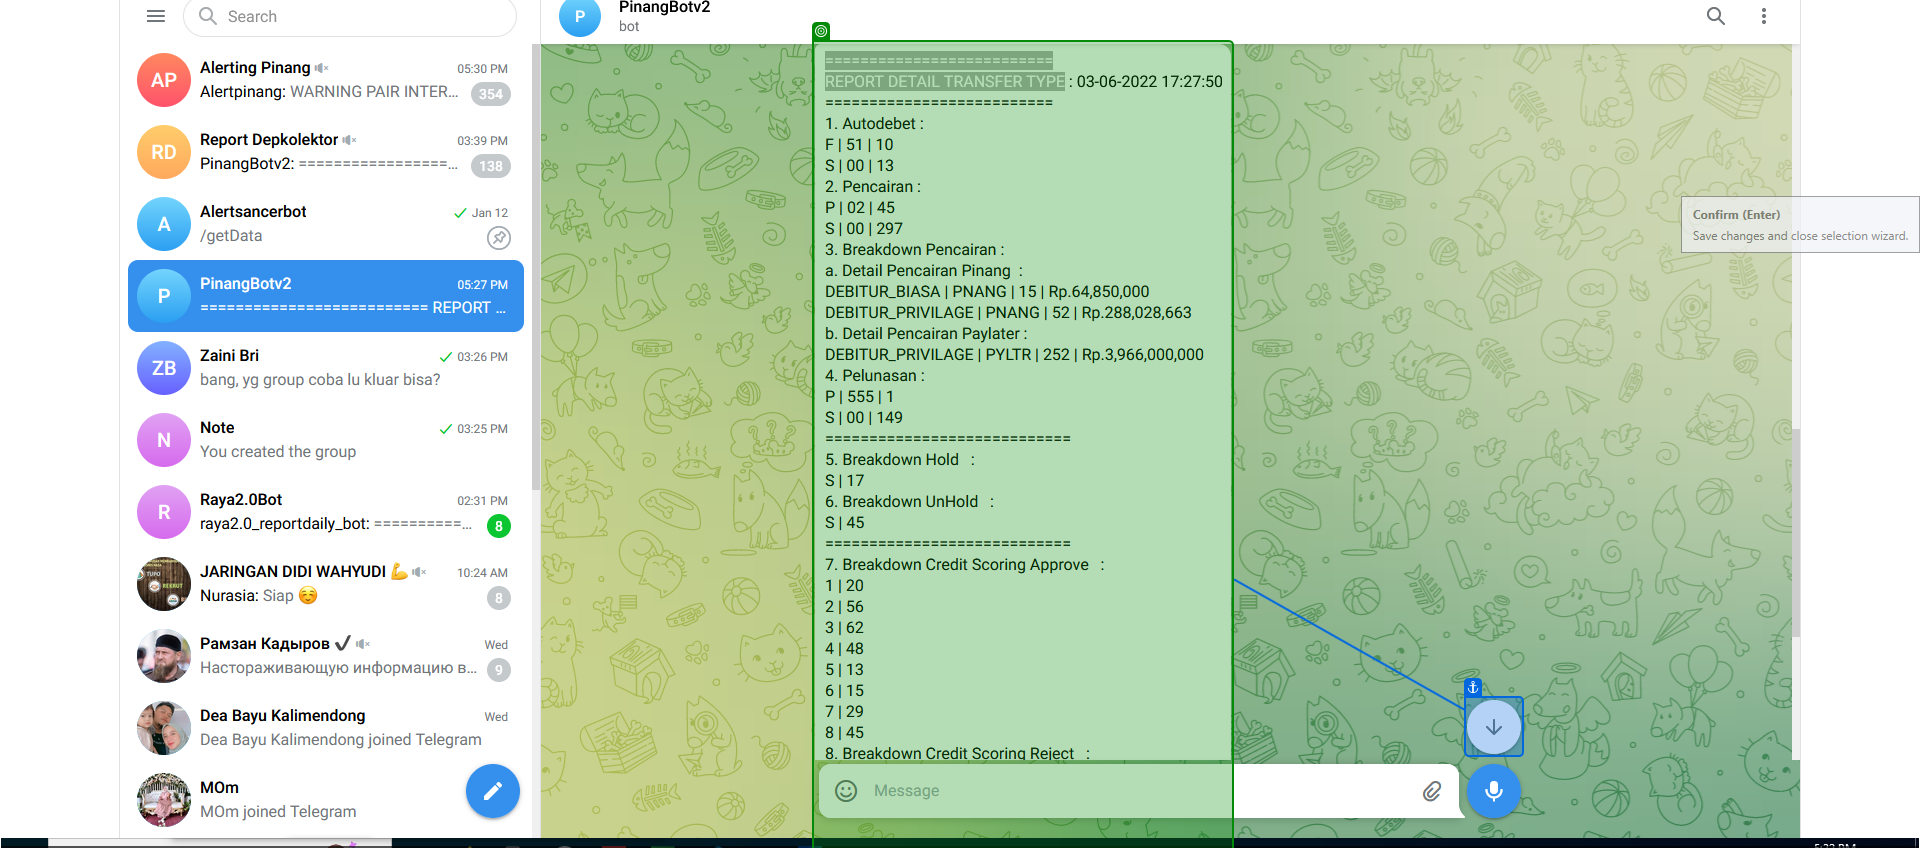 Search
Alerting Pinang
05:30 PM
Alertpinang: WARNING PAIR INTER...
354
Report Depkolektor
03:39 PM
PinangBotv2: =================...
138
Alertsancerbot
Jan 12
/getData
PinangBotv2
05:27 PM
========================== REPORT ...
Zaini Bri
03:26 PM
bang, yg group coba lu kluar bisa?
Note
03:25 PM
You created the group
Raya2.0Bot
02:31 PM
raya2.0_reportdaily_bot: ===========...
8
JARINGAN DIDI WAHYUDI 💪
10:24 AM
Nurasia: Siap ☺️
8
Рамзан Кадыров ✔
Wed
Настораживающую информацию в...
9
Dea Bayu Kalimendong
Wed
Dea Bayu Kalimendong joined Telegram
MOm
MOm joined Telegram
AP
RD
A
P
ZB
N
R
PinangBotv2
bot
P
==========================
REPORT DETAIL TRANSFER TYPE : 03-06-2022 17:27:50
==========================
1. Autodebet :
F | 51 | 10
S | 00 | 13
2. Pencairan :
P | 02 | 45
S | 00 | 297
3. Breakdown Pencairan :
a. Detail Pencairan Pinang :
DEBITUR_BIASA | PNANG | 15 | Rp.64,850,000
DEBITUR_PRIVILAGE | PNANG | 52 | Rp.288,028,663
b. Detail Pencairan Paylater :
DEBITUR_PRIVILAGE | PYLTR | 252 | Rp.3,966,000,000
4. Pelunasan :
P | 555 | 1
S | 00 | 149
============================
5. Breakdown Hold :
S | 17
6. Breakdown UnHold :
S | 45
============================
7. Breakdown Credit Scoring Approve :
1 | 20
2 | 56
3 | 62
4 | 48
5 | 13
6 | 15
7 | 29
8 | 45
8. Breakdown Credit Scoring Reject :
Message
Confirm (Enter)
Save changes and close selection wizard.